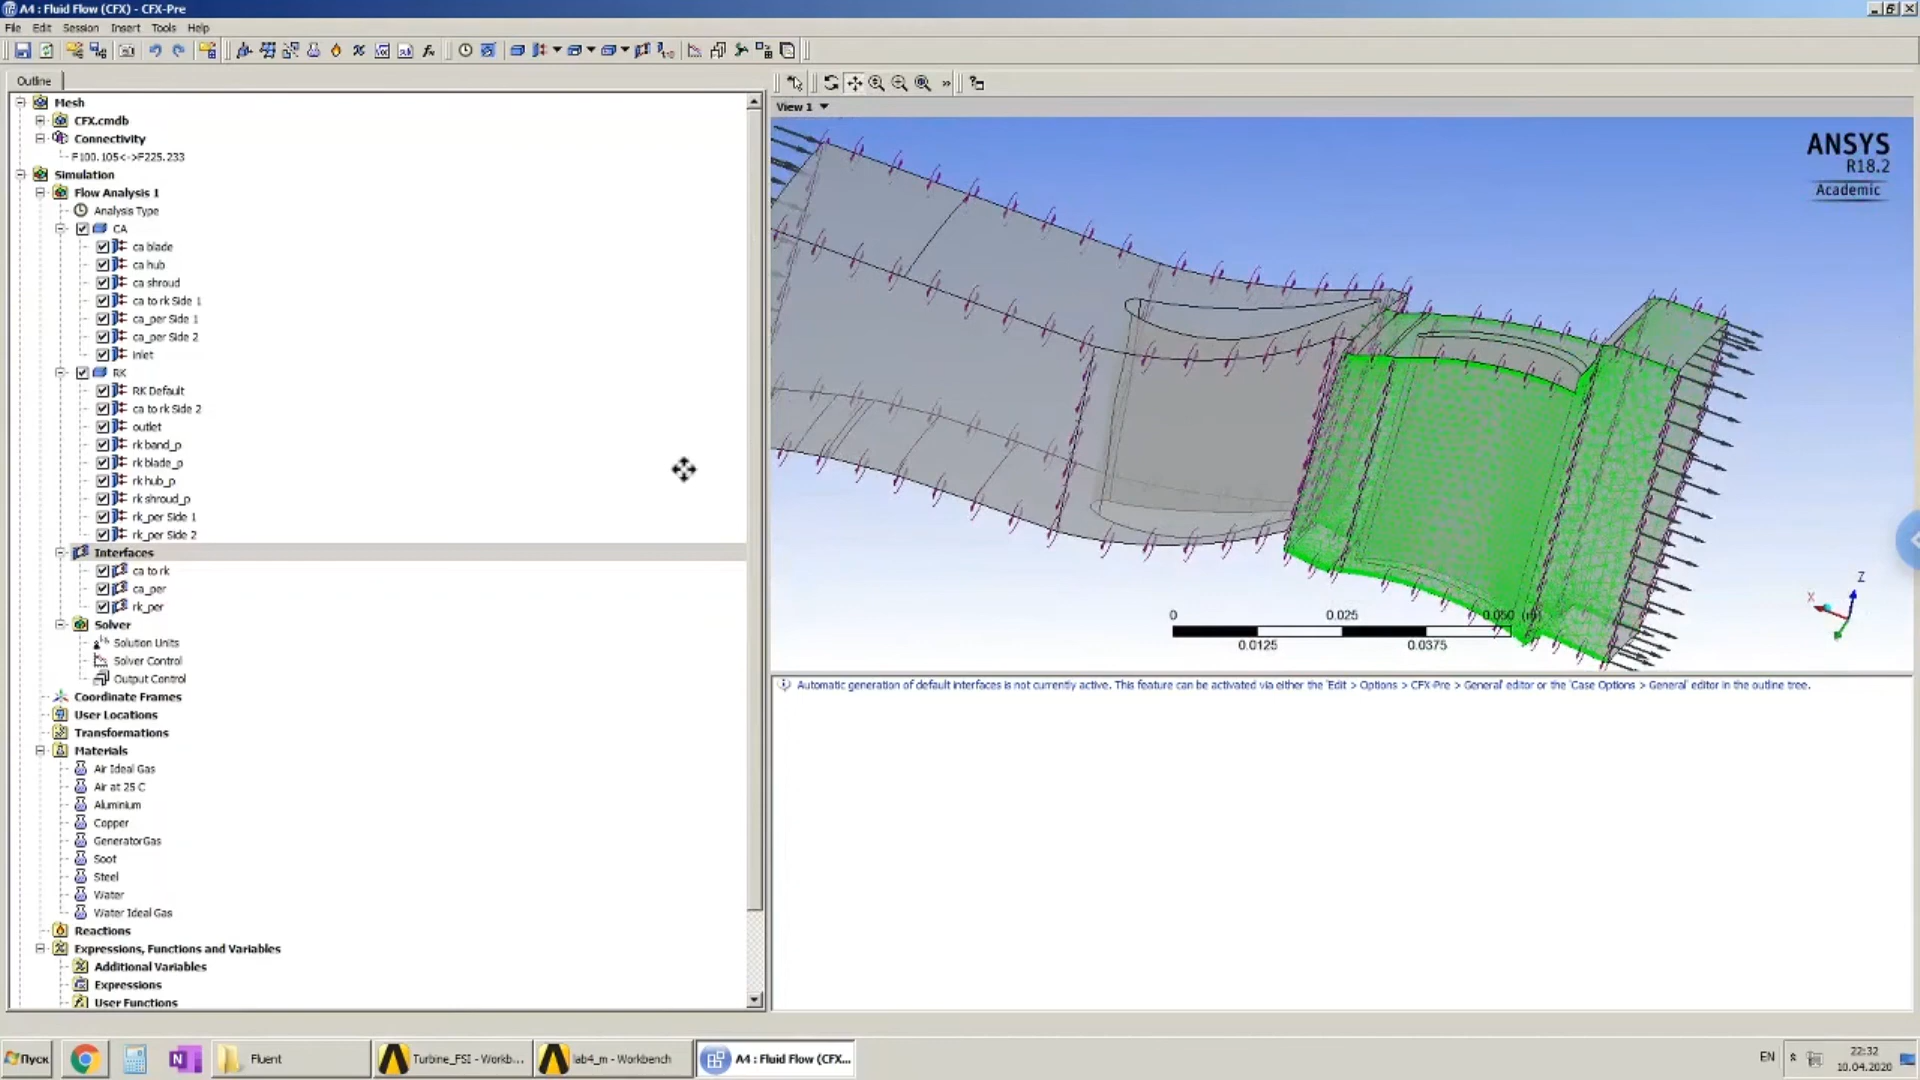 A4 : Fluid Flow (CFX) - CFX-Pre
File Edit Session Insert Tools Help
Outline
Mesh
CFX.cmdb
Connectivity
F100.105<->F225.233
Simulation
Flow Analysis 1
Analysis Type
CA
ca blade
ca hub
ca shroud
ca to rk Side 1
ca_per Side 1
ca_per Side 2
inlet
RK
RK Default
ca to rk Side 2
outlet
rk band_p
rk blade_p
rk hub_p
rk shroud_p
rk_per Side 1
rk_per Side 2
Interfaces
ca to rk
ca_per
rk_per
Solver
Solution Units
Solver Control
Output Control
Coordinate Frames
User Locations
Transformations
Materials
Air Ideal Gas
Air at 25 C
Aluminium
Copper
GeneratorGas
Soot
Steel
Water
Water Ideal Gas
Reactions
Expressions, Functions and Variables
Additional Variables
Expressions
User Functions
View 1
ANSYS
R18.2
Academic
Z
X
0 0.025 0.050 (m)
0.0125 0.0375
Automatic generation of default interfaces is not currently active. This feature can be activated via either the 'Edit > Options > CFX-Pre > General' editor or the 'Case Options > General' editor in the outline tree.
Пуск
Fluent
Turbine_FSI - Workb...
lab4_m - Workbench
A4 : Fluid Flow (CFX...
EN
22:32
10.04.2020